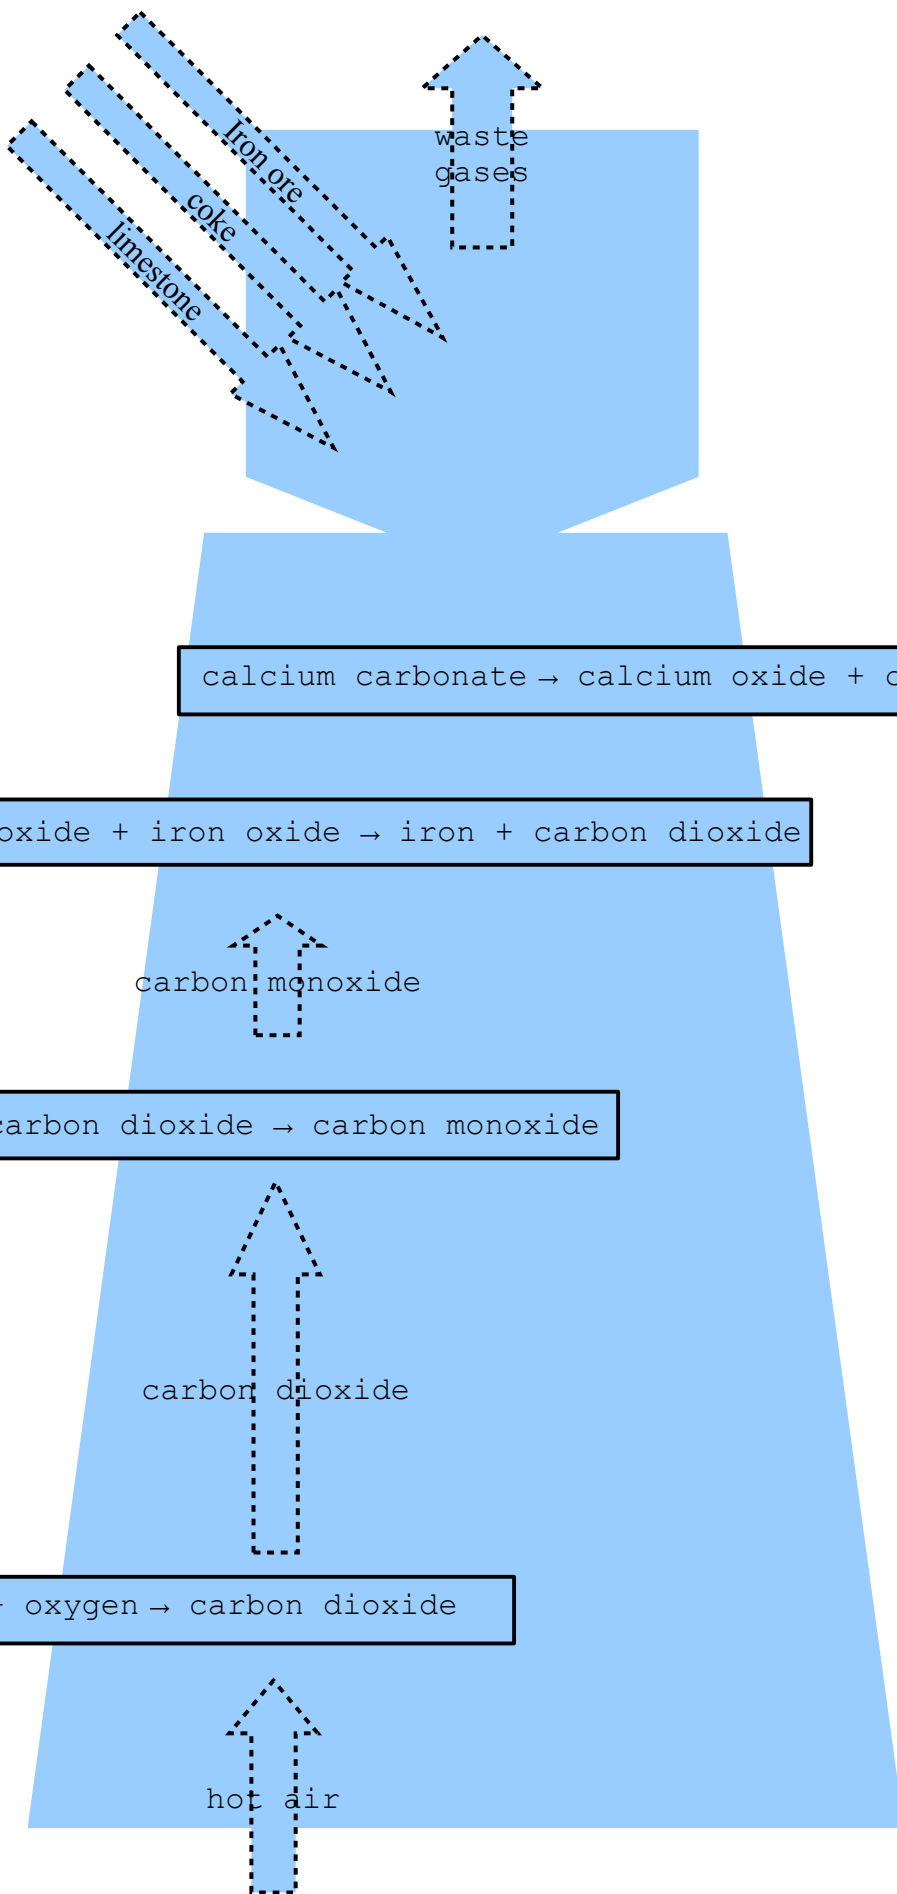 Iron ore
coke
limestone
waste
gases
calcium carbonate → calcium oxide + c
oxide + iron oxide → iron + carbon dioxide
carbon monoxide
carbon dioxide → carbon monoxide
carbon dioxide
+ oxygen → carbon dioxide
hot air